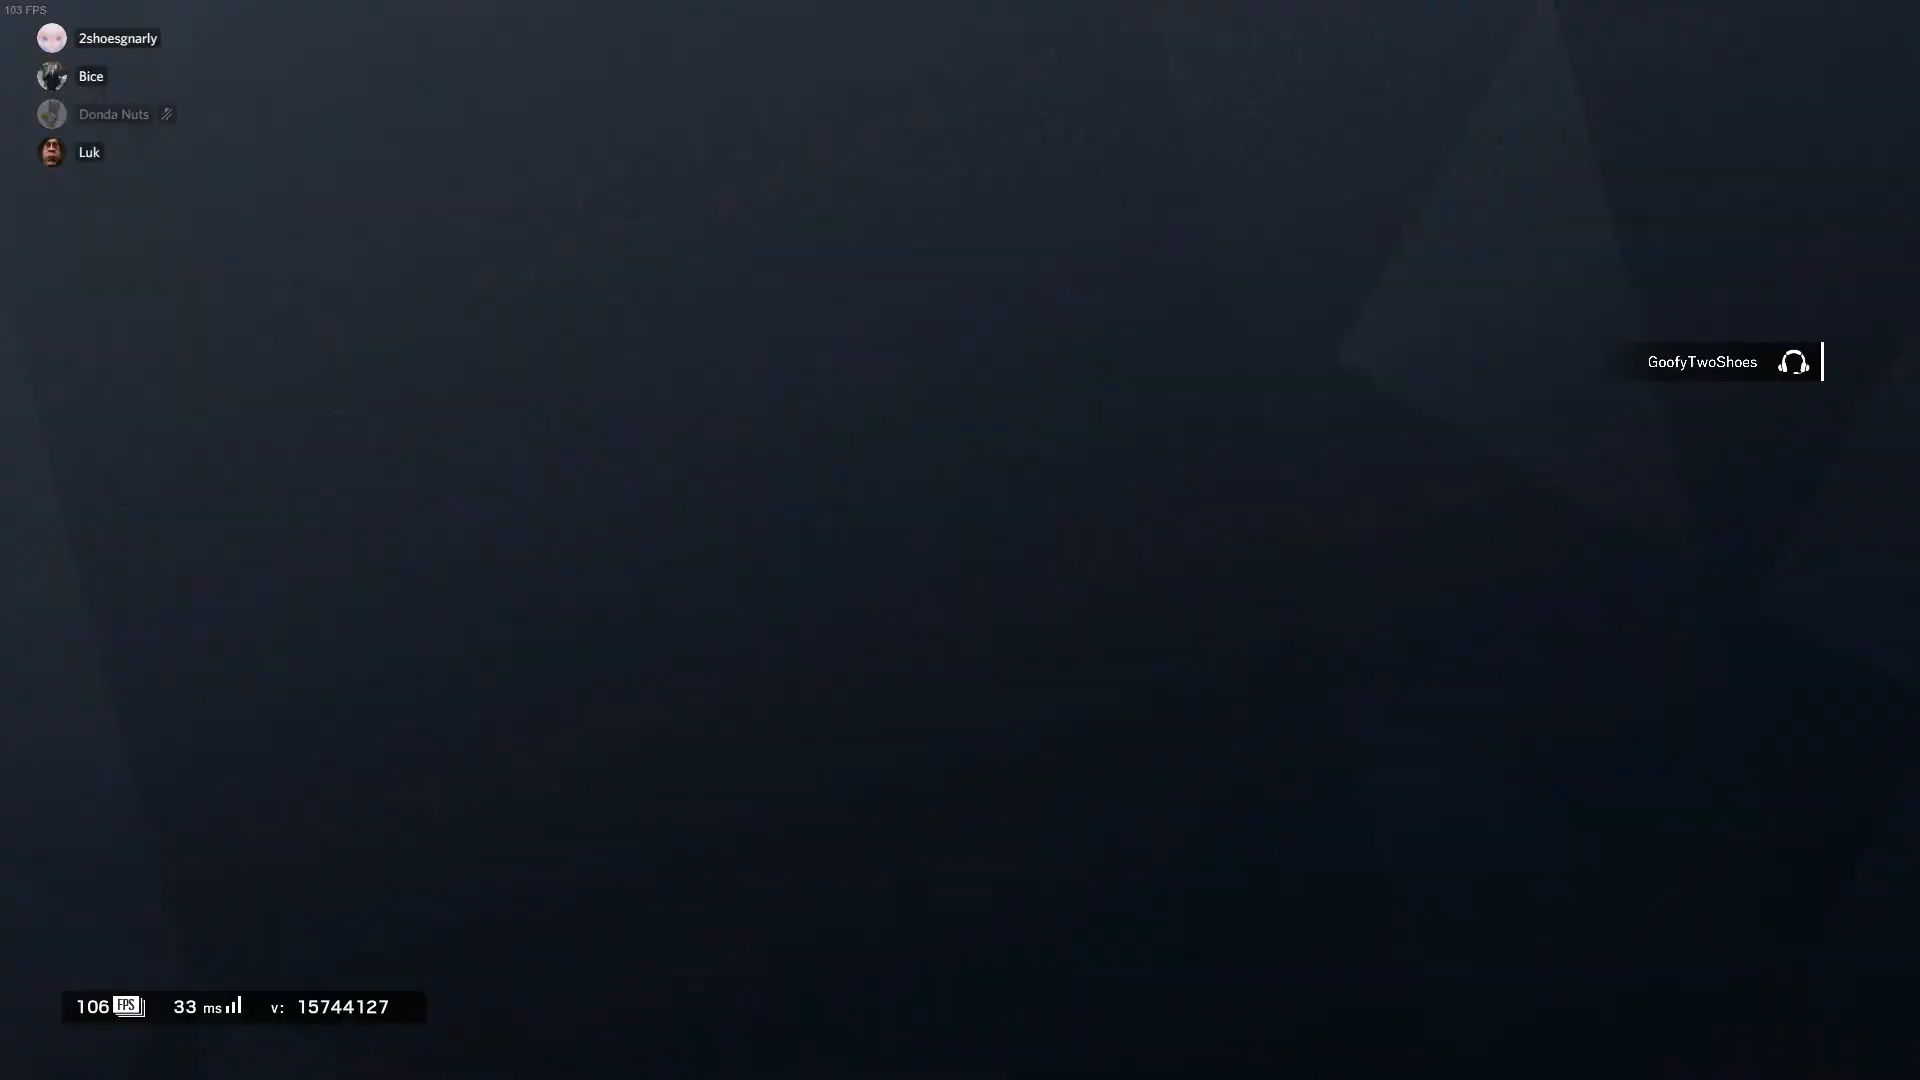 103 FPS
2shoesgnarly
Bice
Donda Nuts
Luk
GoofyTwoShoes
106 FPS 33 ms v: 15744127